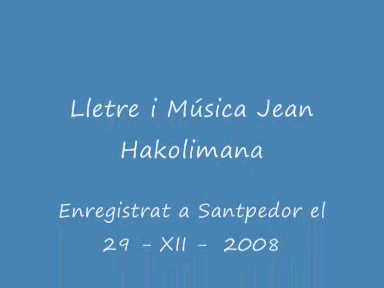 Lletre i Música Jean
Hakolimana
Enregistrat a Santpedor el
29 - XII - 2008